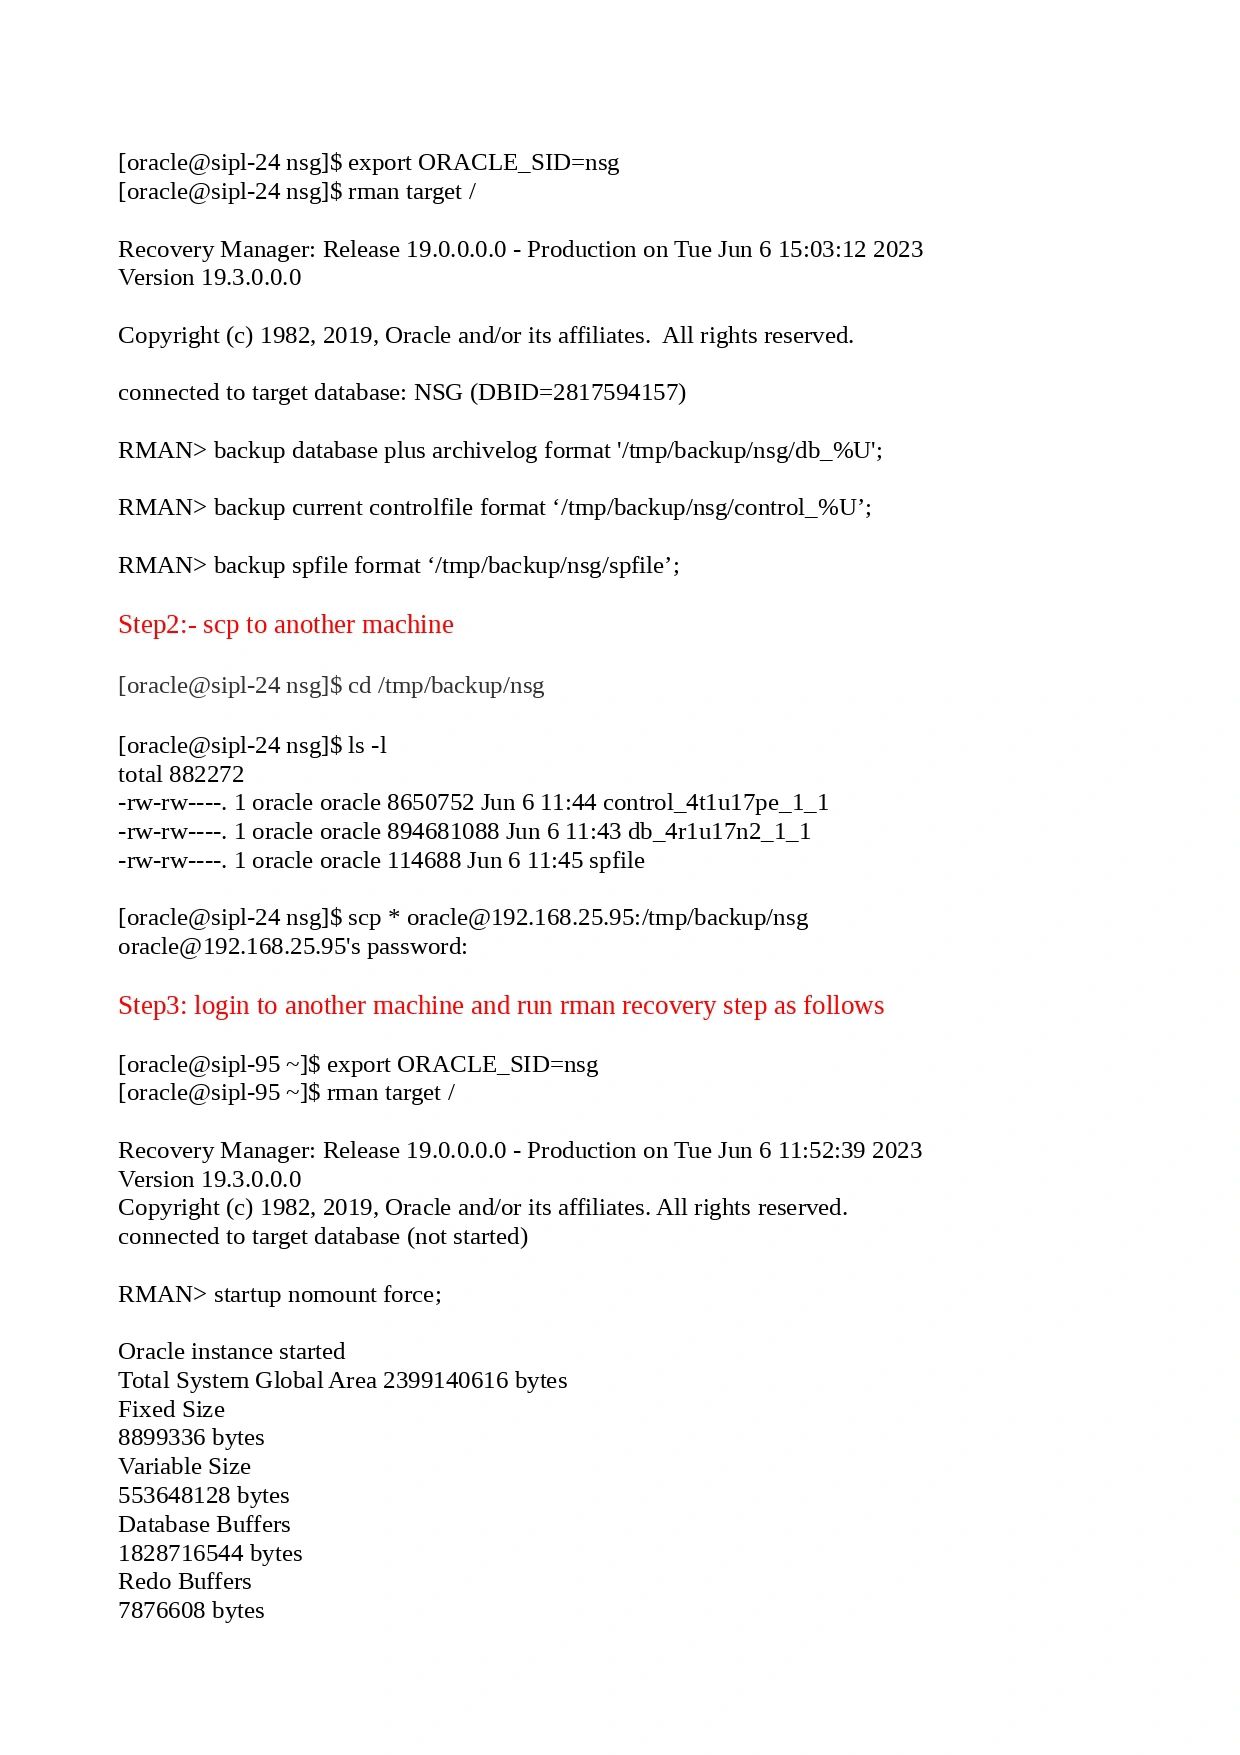 [oracle@sipl-24 nsg]$ export ORACLE_SID=nsg
[oracle@sipl-24 nsg]$ rman target /
Recovery Manager: Release 19.0.0.0.0 - Production on Tue Jun 6 15:03:12 2023
Version 19.3.0.0.0
Copyright (c) 1982, 2019, Oracle and/or its affiliates.  All rights reserved.
connected to target database: NSG (DBID=2817594157)
RMAN> backup database plus archivelog format '/tmp/backup/nsg/db_%U';
RMAN> backup current controlfile format ‘/tmp/backup/nsg/control_%U’;
RMAN> backup spfile format ‘/tmp/backup/nsg/spfile’;
Step2:- scp to another machine
[oracle@sipl-24 nsg]$ cd /tmp/backup/nsg
[oracle@sipl-24 nsg]$ ls -l
total 882272
-rw-rw----. 1 oracle oracle 8650752 Jun 6 11:44 control_4t1u17pe_1_1
-rw-rw----. 1 oracle oracle 894681088 Jun 6 11:43 db_4r1u17n2_1_1
-rw-rw----. 1 oracle oracle 114688 Jun 6 11:45 spfile
[oracle@sipl-24 nsg]$ scp * oracle@192.168.25.95:/tmp/backup/nsg
oracle@192.168.25.95's password:
Step3: login to another machine and run rman recovery step as follows
[oracle@sipl-95 ~]$ export ORACLE_SID=nsg
[oracle@sipl-95 ~]$ rman target /
Recovery Manager: Release 19.0.0.0.0 - Production on Tue Jun 6 11:52:39 2023
Version 19.3.0.0.0
Copyright (c) 1982, 2019, Oracle and/or its affiliates. All rights reserved.
connected to target database (not started)
RMAN> startup nomount force;
Oracle instance started
Total System Global Area 2399140616 bytes
Fixed Size
8899336 bytes
Variable Size
553648128 bytes
Database Buffers
1828716544 bytes
Redo Buffers
7876608 bytes